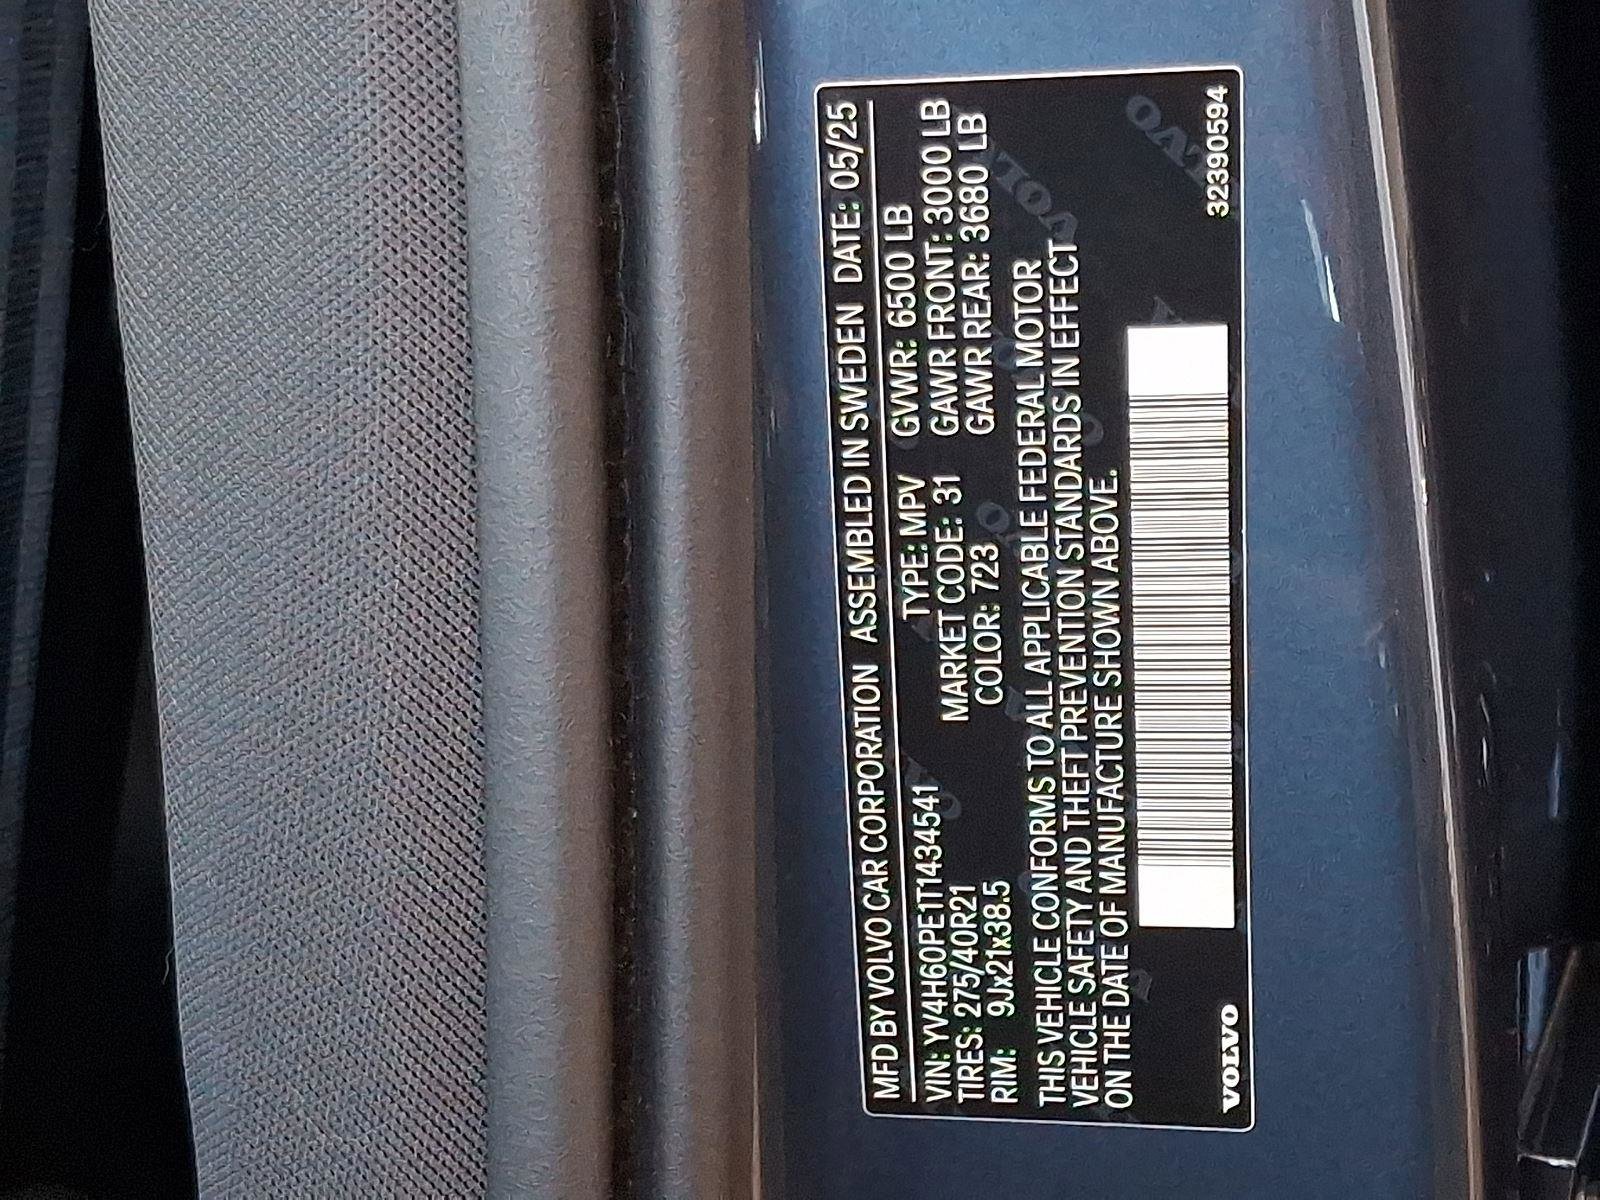 MFD BY VOLVO CAR CORPORATION ASSEMBLED IN SWEDEN DATE: 05/25
VIN: YV4H60PE1T1434541 TYPE: MPV GVWR: 6500 LB
TIRES: 275/40R21 MARKET CODE: 31 GAWR FRONT: 3000 LB
RIM: 9Jx21x38.5 COLOR: 723 GAWR REAR: 3680 LB
THIS VEHICLE CONFORMS TO ALL APPLICABLE FEDERAL MOTOR
VEHICLE SAFETY AND THEFT PREVENTION STANDARDS IN EFFECT
ON THE DATE OF MANUFACTURE SHOWN ABOVE.
VOLVO 32390594